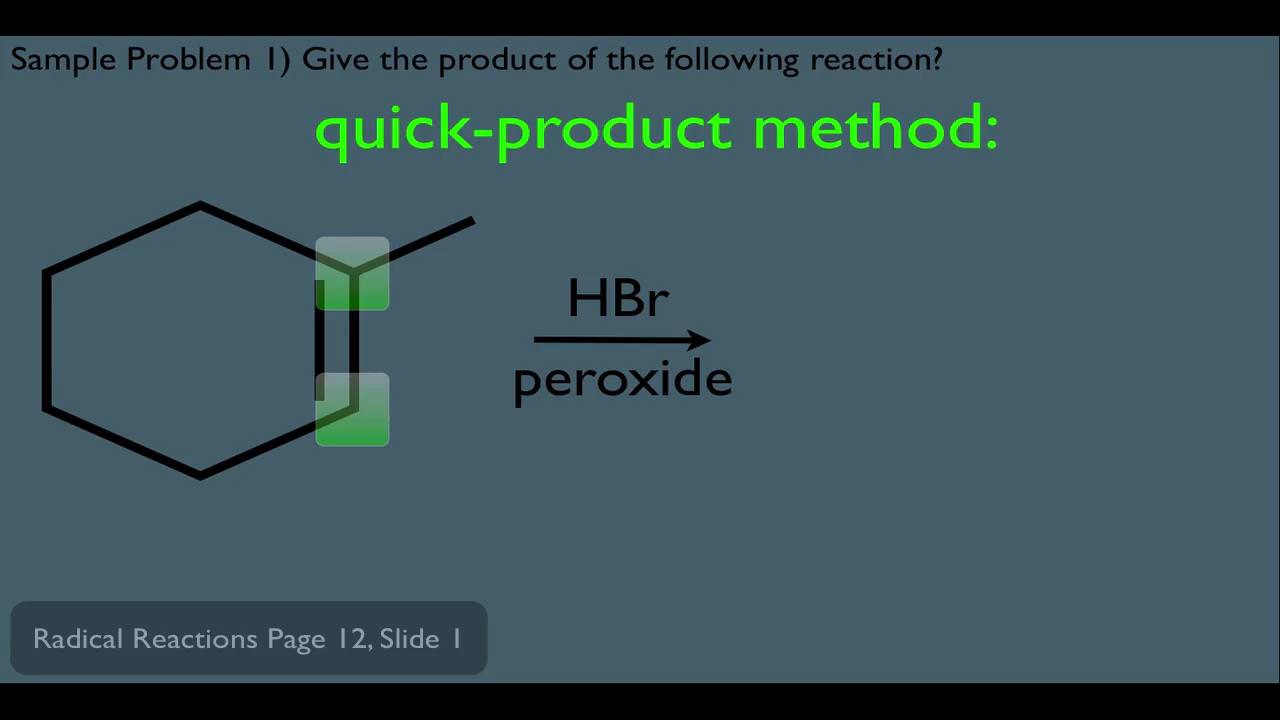 Sample Problem 1) Give the product of the following reaction?
quick-product method:
HBr
peroxide
Radical Reactions Page 12, Slide 1